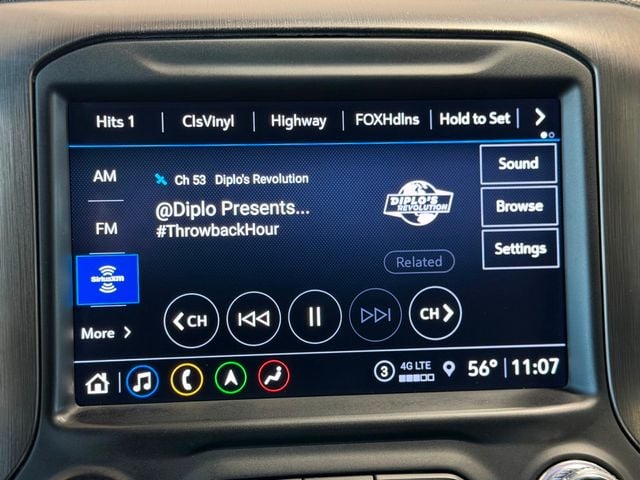 Hits 1 ClsVinyl Highway FOXHdlns Hold to Set
AM
FM
SiriusXM
More
Ch 53 Diplo's Revolution
@Diplo Presents...
#ThrowbackHour
DIPLO'S
REVOLUTION
Related
Sound
Browse
Settings
CH
CH
3 4G LTE 56° 11:07